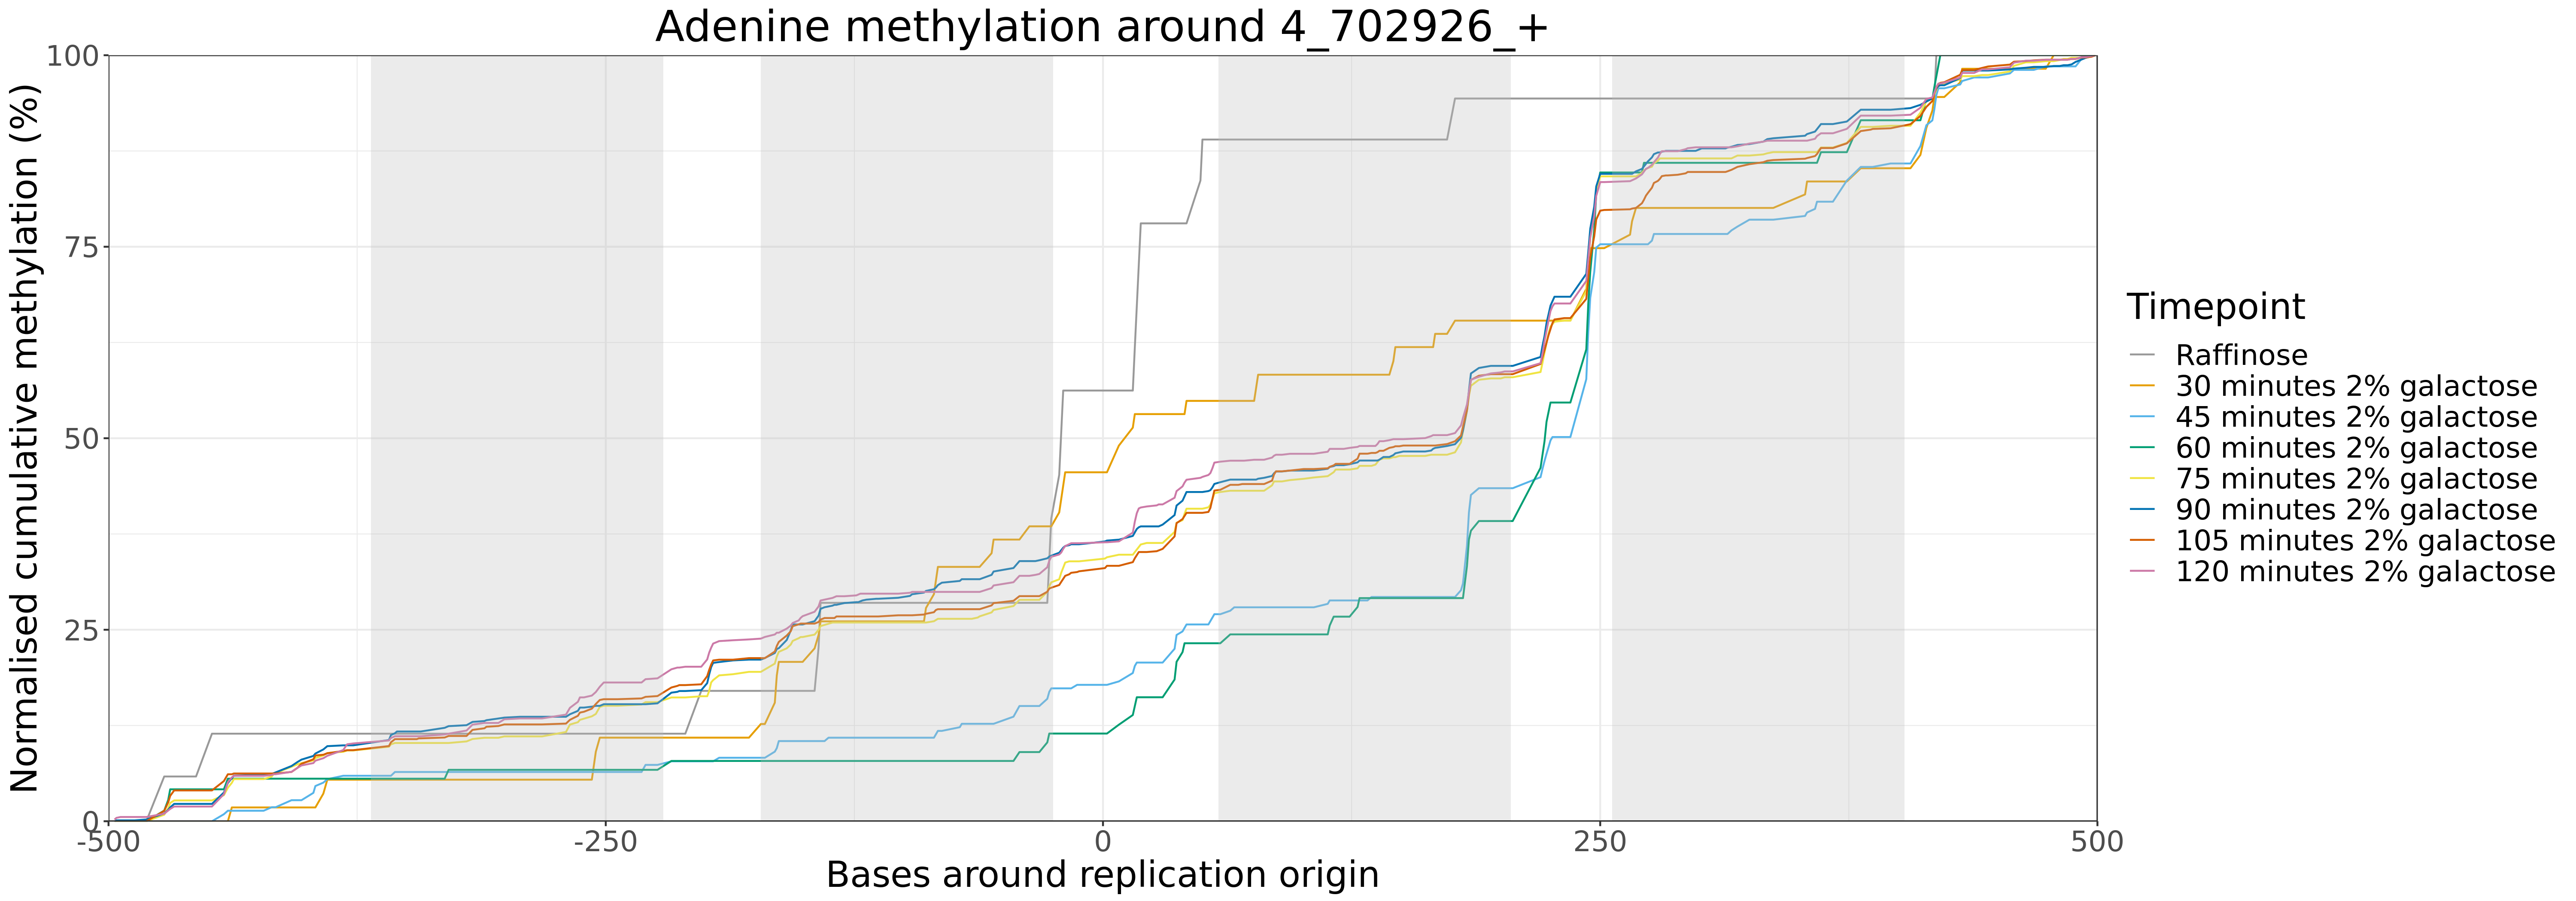 Adenine methylation around 4_702926_+
Normalised cumulative methylation (%)
100
75
50
25
0
-500
-250
0
250
500
Bases around replication origin
Timepoint
Raffinose
30 minutes 2% galactose
45 minutes 2% galactose
60 minutes 2% galactose
75 minutes 2% galactose
90 minutes 2% galactose
105 minutes 2% galactose
120 minutes 2% galactose